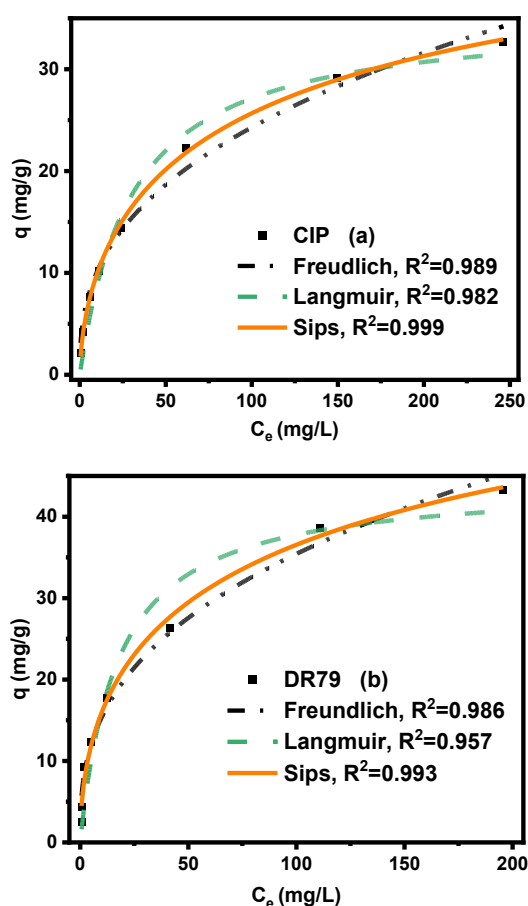 30
20
10
0
q (mg/g)
CIP (a)
Freudlich, R²=0.989
Langmuir, R²=0.982
Sips, R²=0.999
0 50 100 150 200 250
Cₑ (mg/L)
40
30
20
10
0
q (mg/g)
DR79 (b)
Freundlich, R²=0.986
Langmuir, R²=0.957
Sips, R²=0.993
0 50 100 150 200
Cₑ (mg/L)